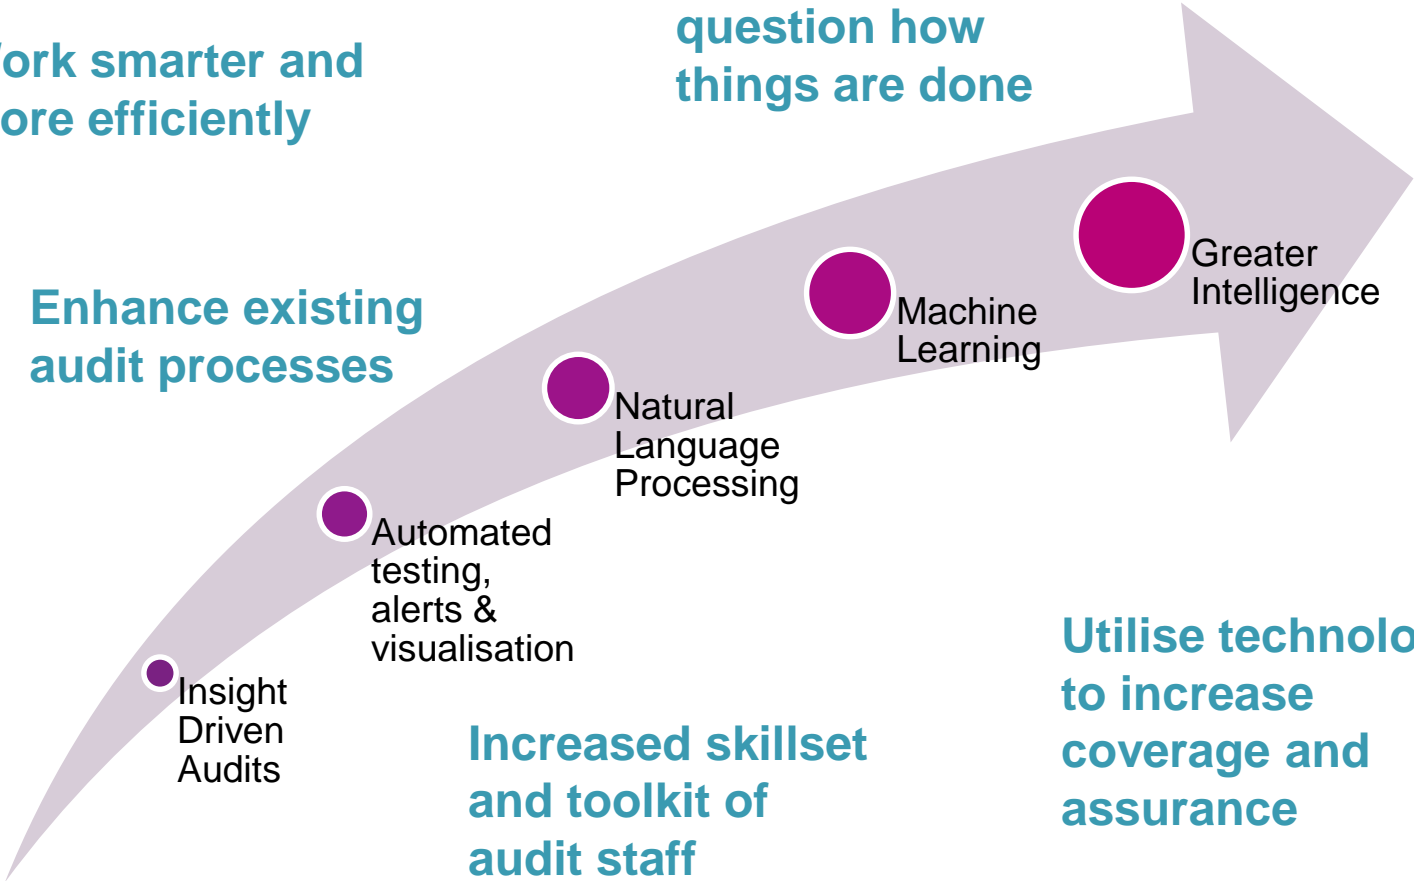 question how
things are done
ork smarter and
ore efficiently
Enhance existing
audit processes
Greater
Intelligence
Machine
Learning
Natural
Language
Processing
Automated
testing,
alerts &
visualisation
Insight
Driven
Audits
Increased skillset
and toolkit of
audit staff
Utilise technolo
to increase
coverage and
assurance